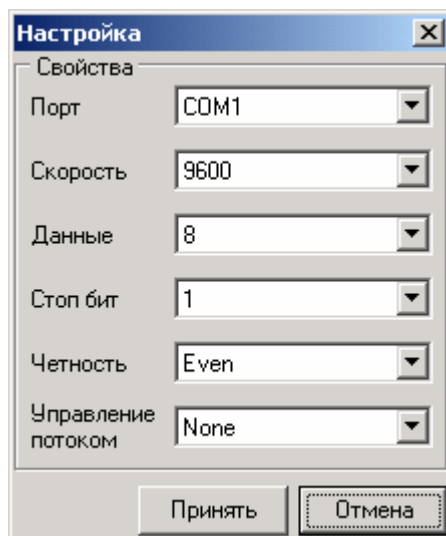 Настройка
Свойства
Порт COM1
Скорость 9600
Данные 8
Стоп бит 1
Четность Even
Управление
потоком None
Принять Отмена